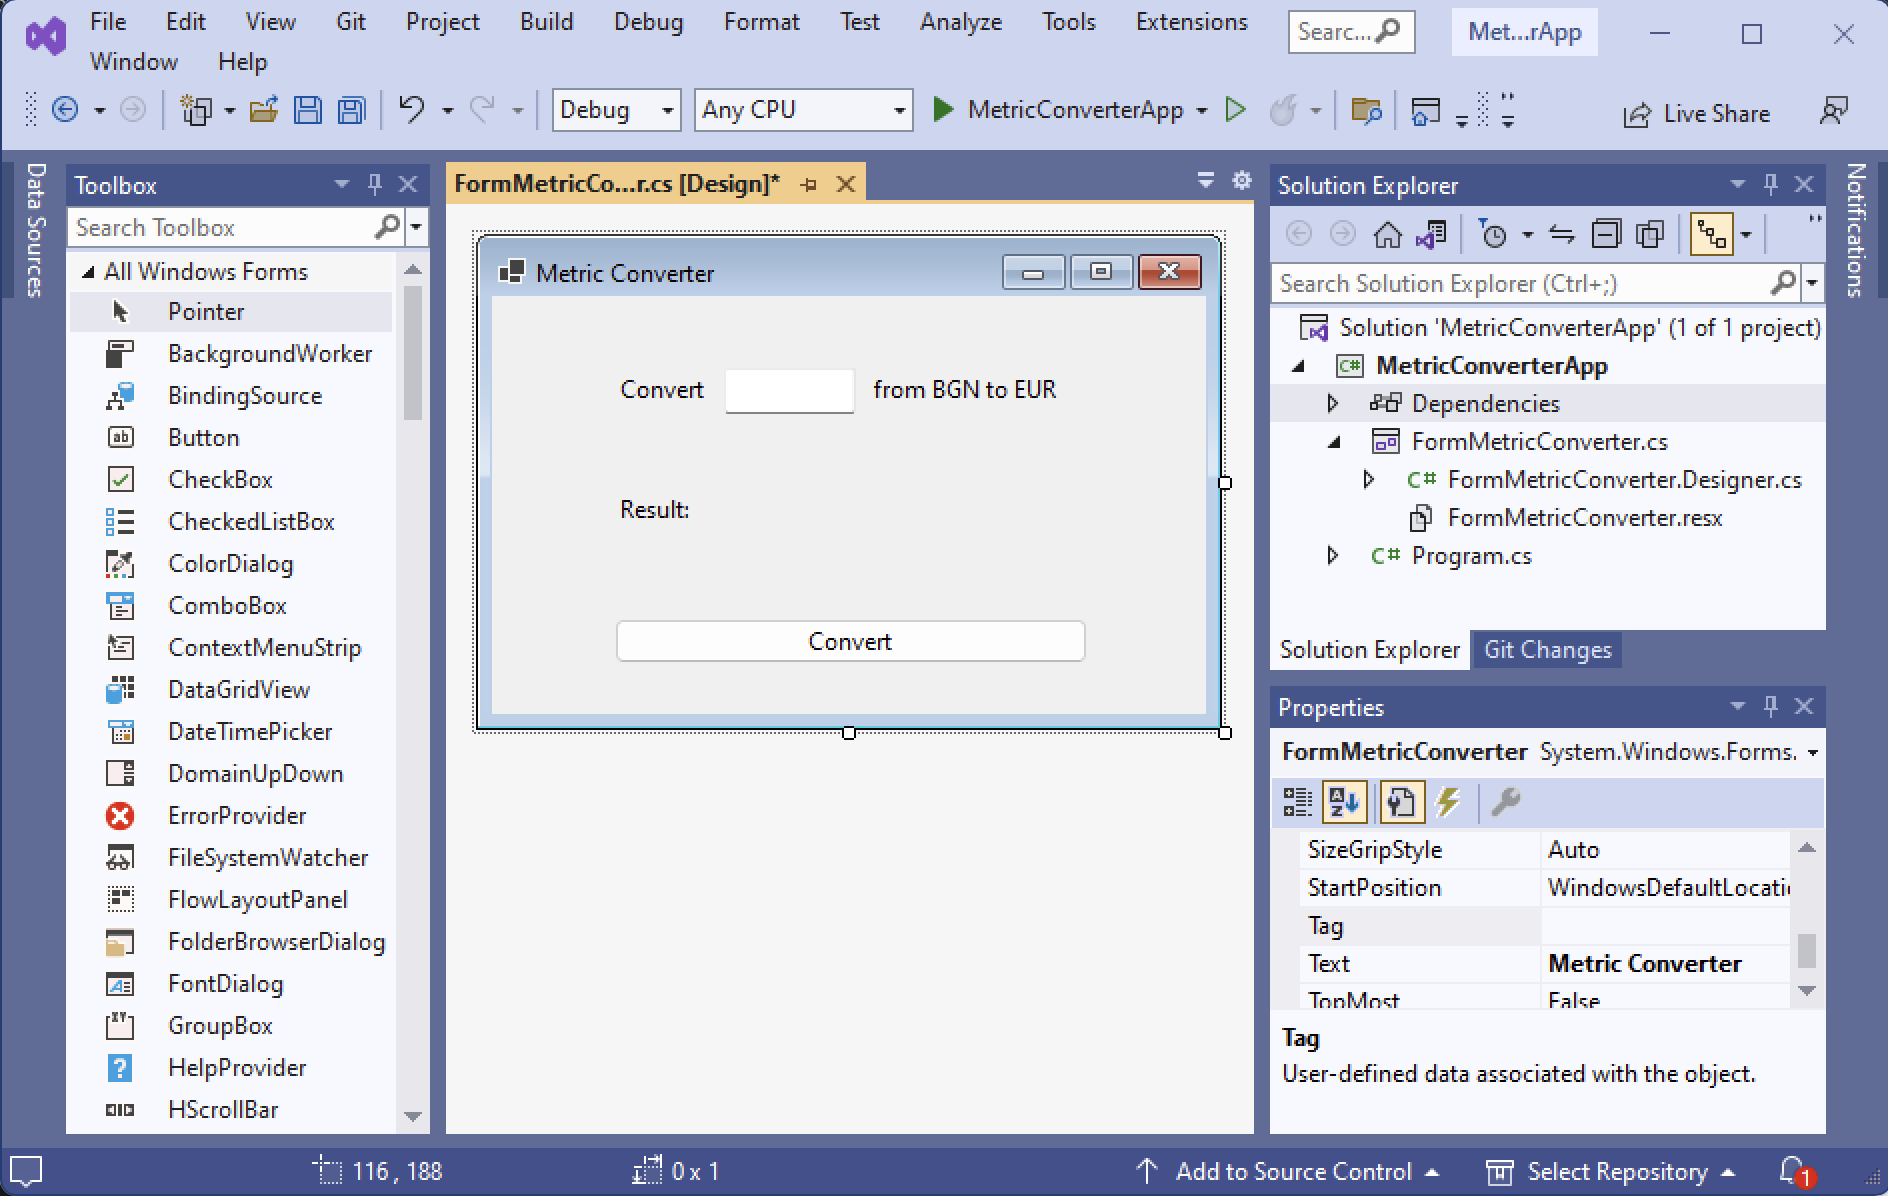 File Edit View Git Project Build Debug Format Test Analyze Tools Extensions
Window Help
Searc...
Met...rApp
Debug
Any CPU
MetricConverterApp
Live Share
Data Sources
Toolbox
Search Toolbox
All Windows Forms
Pointer
BackgroundWorker
BindingSource
Button
CheckBox
CheckedListBox
ColorDialog
ComboBox
ContextMenuStrip
DataGridView
DateTimePicker
DomainUpDown
ErrorProvider
FileSystemWatcher
FlowLayoutPanel
FolderBrowserDialog
FontDialog
GroupBox
HelpProvider
HScrollBar
FormMetricCo...r.cs [Design]*
Metric Converter
Convert from BGN to EUR
Result:
Convert
Solution Explorer
Search Solution Explorer (Ctrl+;)
Solution 'MetricConverterApp' (1 of 1 project)
C# MetricConverterApp
Dependencies
FormMetricConverter.cs
C# FormMetricConverter.Designer.cs
FormMetricConverter.resx
C# Program.cs
Solution Explorer Git Changes
Notifications
Properties
FormMetricConverter System.Windows.Forms.
SizeGripStyle Auto
StartPosition WindowsDefaultLocati
Tag
Text Metric Converter
TopMost False
Tag
User-defined data associated with the object.
116 , 188
0 x 1
Add to Source Control
Select Repository
1